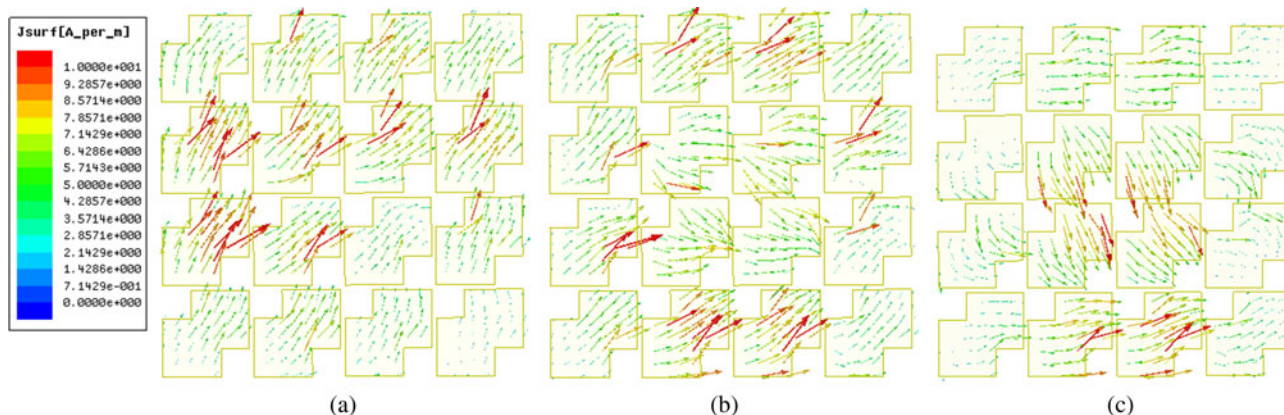 Jsurf[A_per_m]
1.0000e+001
9.2857e+000
8.5714e+000
7.8571e+000
7.1429e+000
6.4286e+000
5.7143e+000
5.0000e+000
4.2857e+000
3.5714e+000
2.8571e+000
2.1429e+000
1.4286e+000
7.1429e-001
0.0000e+000
(a)
(b)
(c)